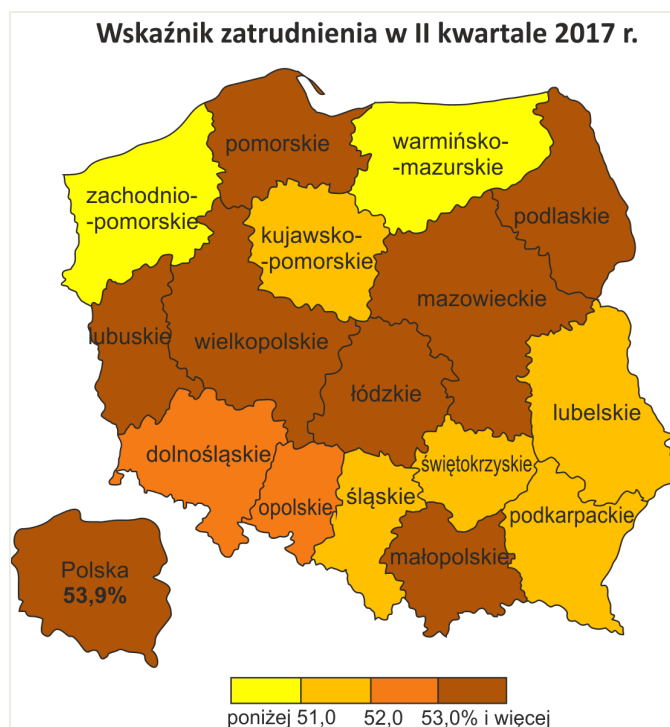 Wskaźnik zatrudnienia w II kwartale 2017 r.
pomorskie
warmińsko-
-mazurskie
zachodnio-
-pomorskie
podlaskie
kujawsko-
-pomorskie
mazowieckie
lubuskie
wielkopolskie
łódzkie
lubelskie
dolnośląskie
świętokrzyskie
śląskie
opolskie
podkarpackie
małopolskie
Polska
53,9%
poniżej 51,0 52,0 53,0% i więcej